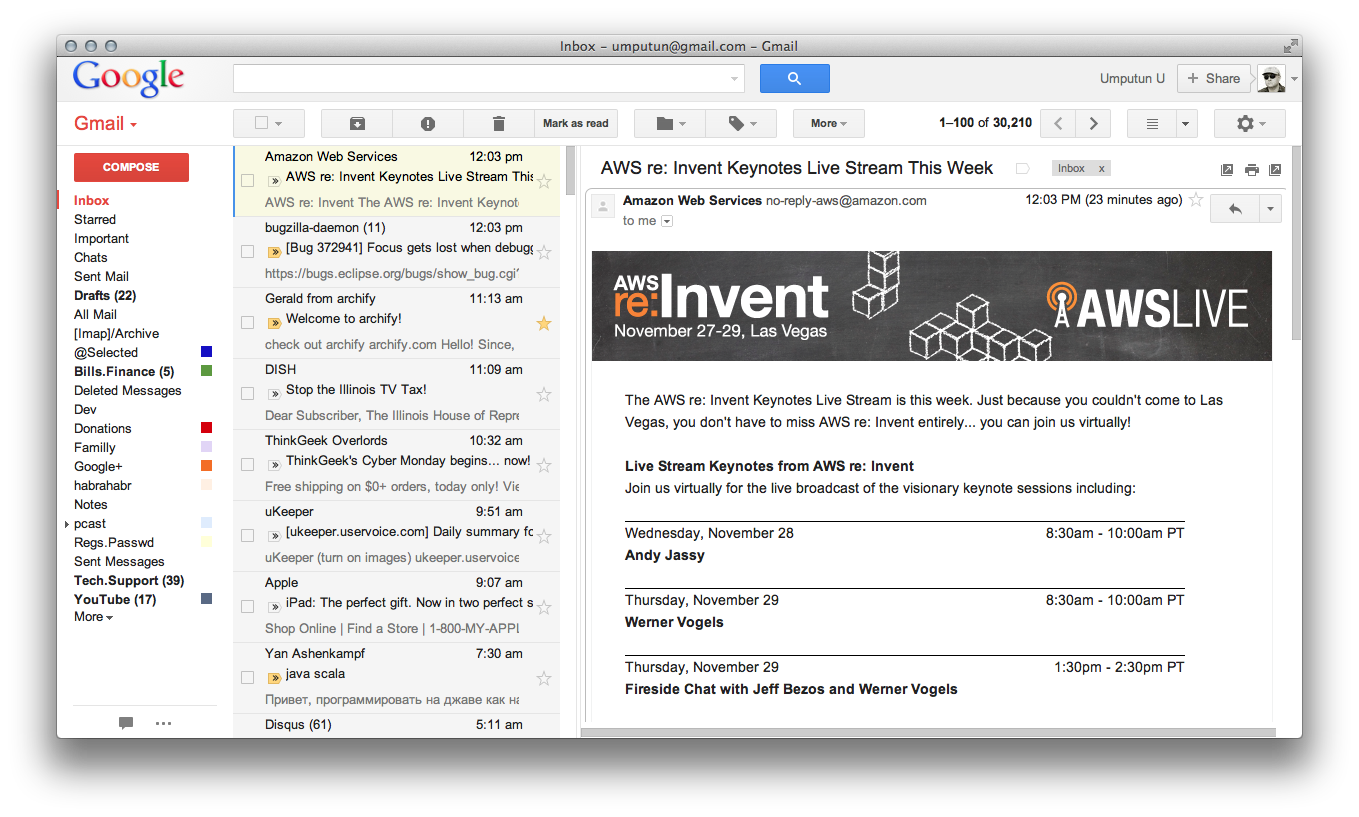 Inbox – umputun@gmail.com – Gmail
Google
Umputun U
+ Share
Gmail
Mark as read
More
1–100 of 30,210
COMPOSE
Inbox
Starred
Important
Chats
Sent Mail
Drafts (22)
All Mail
[Imap]/Archive
@Selected
Bills.Finance (5)
Deleted Messages
Dev
Donations
Familly
Google+
habrahabr
Notes
pcast
Regs.Passwd
Sent Messages
Tech.Support (39)
YouTube (17)
More
Amazon Web Services 12:03 pm
AWS re: Invent Keynotes Live Stream This
AWS re: Invent The AWS re: Invent Keynot
bugzilla-daemon (11) 12:03 pm
[Bug 372941] Focus gets lost when debugg
https://bugs.eclipse.org/bugs/show_bug.cgi?
Gerald from archify 11:13 am
Welcome to archify!
check out archify archify.com Hello! Since,
DISH 11:09 am
Stop the Illinois TV Tax!
Dear Subscriber, The Illinois House of Repre
ThinkGeek Overlords 10:32 am
ThinkGeek's Cyber Monday begins... now!
Free shipping on $0+ orders, today only! Vie
uKeeper 9:51 am
[ukeeper.uservoice.com] Daily summary fo
uKeeper (turn on images) ukeeper.uservoice
Apple 9:07 am
iPad: The perfect gift. Now in two perfect s
Shop Online | Find a Store | 1-800-MY-APPL
Yan Ashenkampf 7:30 am
java scala
Привет, программировать на джаве как на
Disqus (61) 5:11 am
AWS re: Invent Keynotes Live Stream This Week
Inbox x
Amazon Web Services no-reply-aws@amazon.com 12:03 PM (23 minutes ago)
to me
AWS
re:Invent
November 27-29, Las Vegas
AWSLIVE
The AWS re: Invent Keynotes Live Stream is this week. Just because you couldn't come to Las
Vegas, you don't have to miss AWS re: Invent entirely... you can join us virtually!
Live Stream Keynotes from AWS re: Invent
Join us virtually for the live broadcast of the visionary keynote sessions including:
Wednesday, November 28 8:30am - 10:00am PT
Andy Jassy
Thursday, November 29 8:30am - 10:00am PT
Werner Vogels
Thursday, November 29 1:30pm - 2:30pm PT
Fireside Chat with Jeff Bezos and Werner Vogels